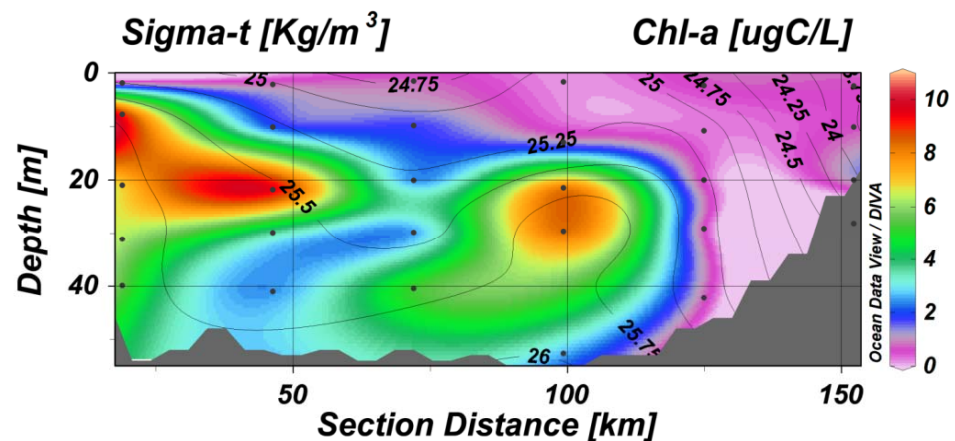 Sigma-t [Kg/m³] Chl-a [ugC/L]
0 25 24.75 25 24.75 24.25 24 10
25.25 24.5 8
20 25.5 6
Depth [m]
40 4
2
25.75
26 0
50 100 150
Section Distance [km]
Ocean Data View / DIVA